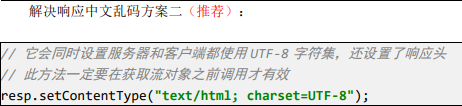 解决响应中文乱码方案二（推荐）：
// 它会同时设置服务器和客户端都使用 UTF-8 字符集，还设置了响应头
// 此方法一定要在获取流对象之前调用才有效
resp.setContentType("text/html; charset=UTF-8");